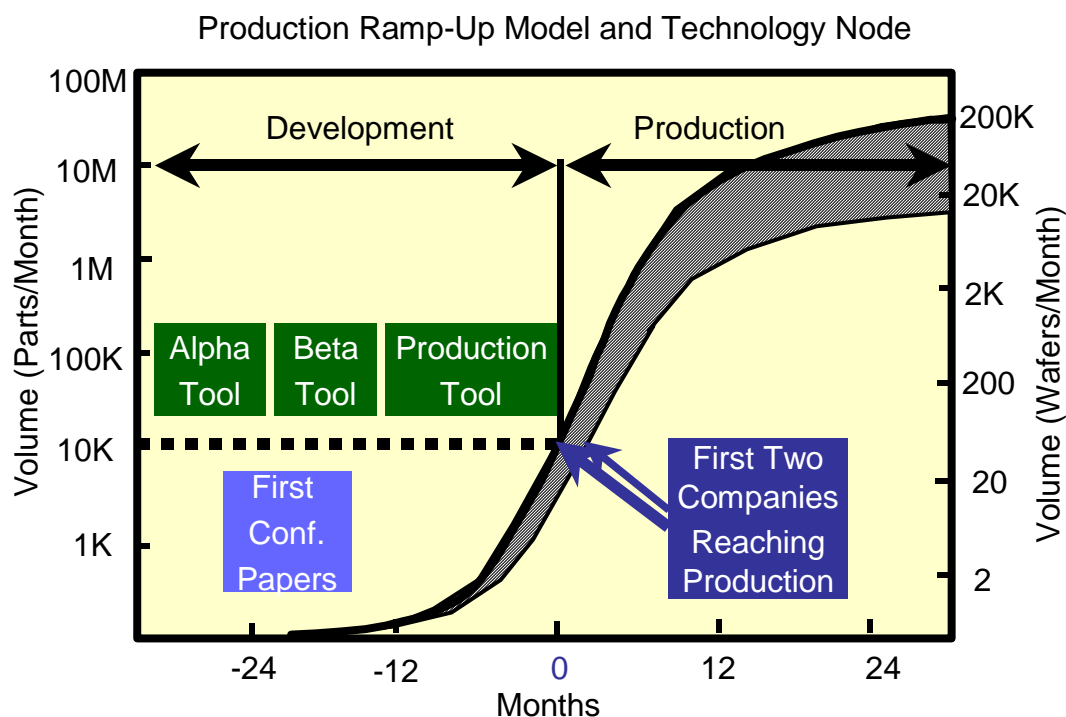 Production Ramp-Up Model and Technology Node
Volume (Parts/Month)
100M
10M
1M
100K
10K
1K
Development
Production
Alpha
Tool
Beta
Tool
Production
Tool
First
Conf.
Papers
First Two
Companies
Reaching
Production
200K
20K
2K
200
20
2
Volume (Wafers/Month)
-24
-12
0
12
24
Months